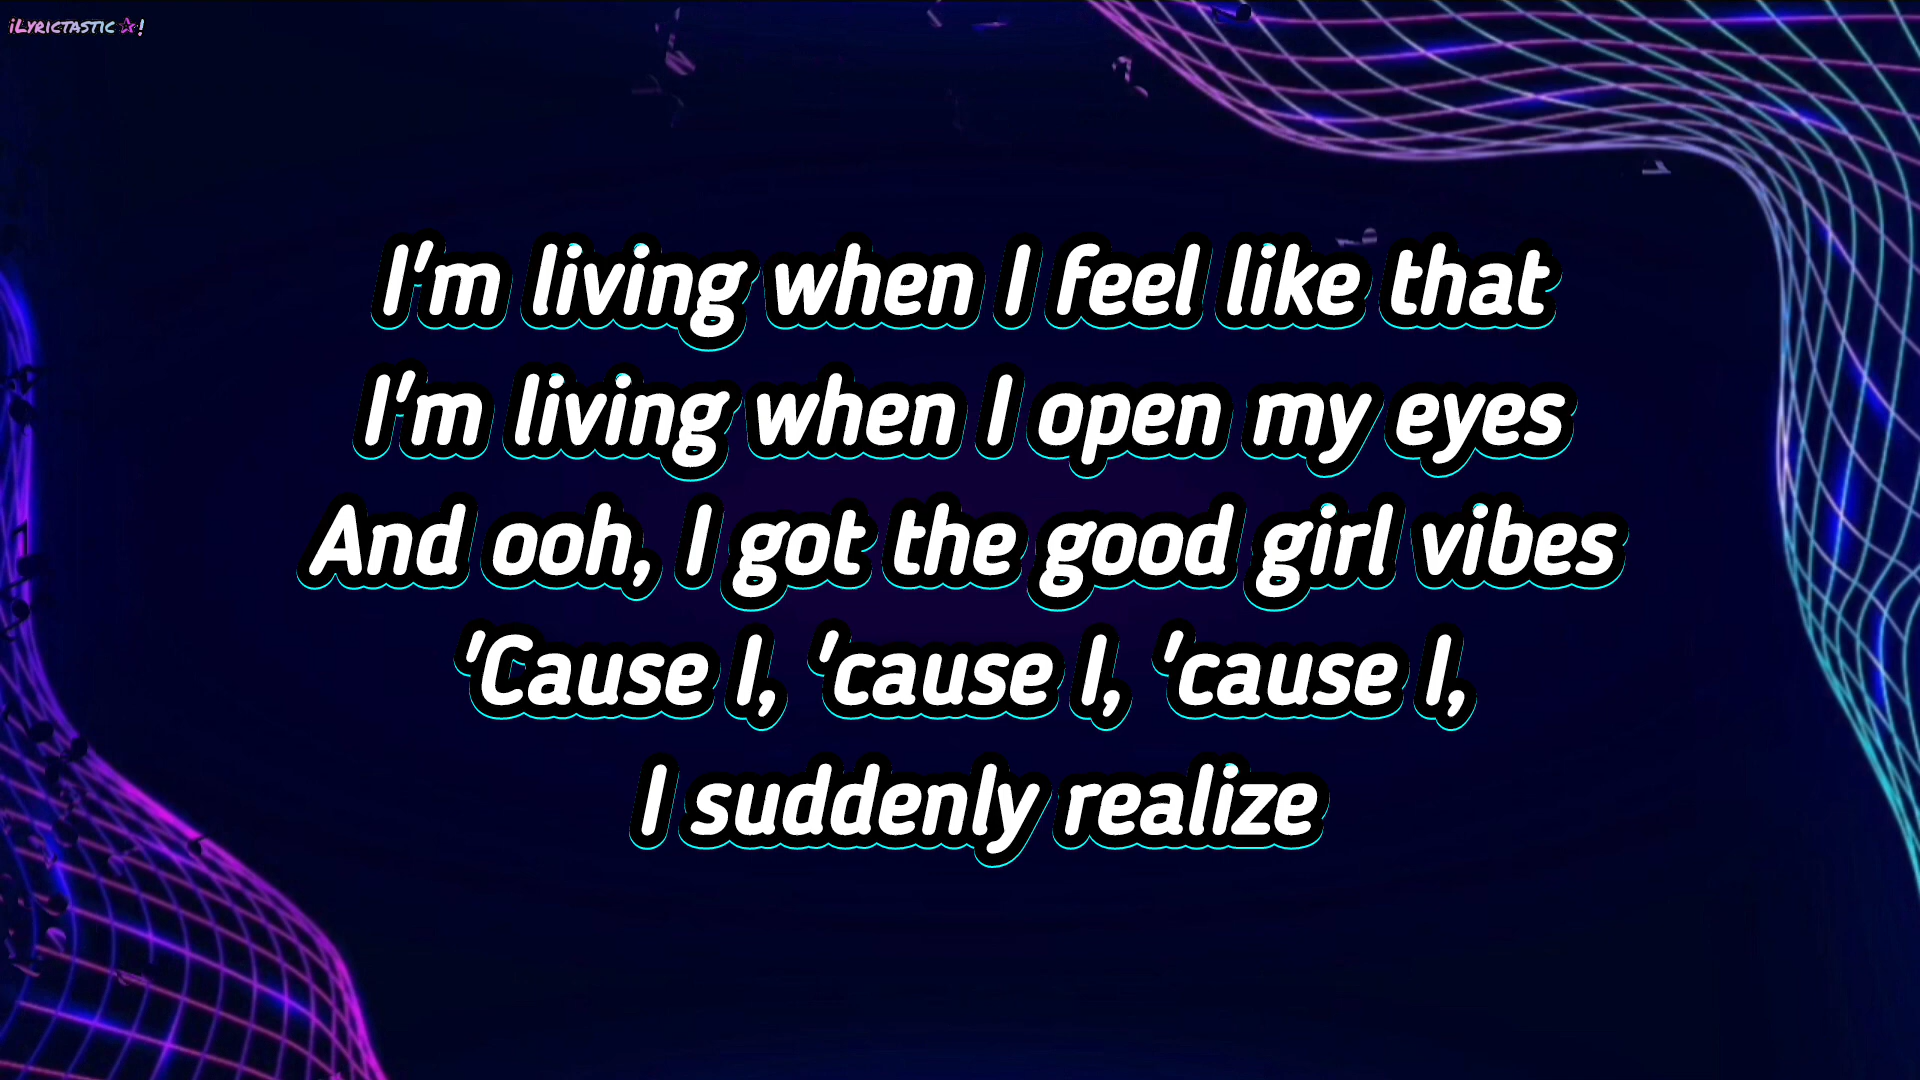 iLyrictastic☆!
I'm living when I feel like that
I'm living when I open my eyes
And ooh, I got the good girl vibes
'Cause I, 'cause I, 'cause I,
I suddenly realize